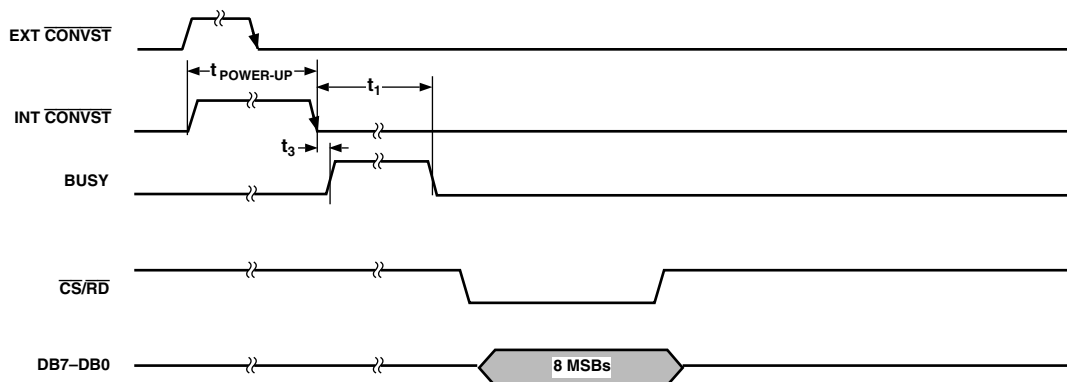 EXT CONVST
t POWER-UP
t1
INT CONVST
t3
BUSY
CS/RD
DB7–DB0
8 MSBs